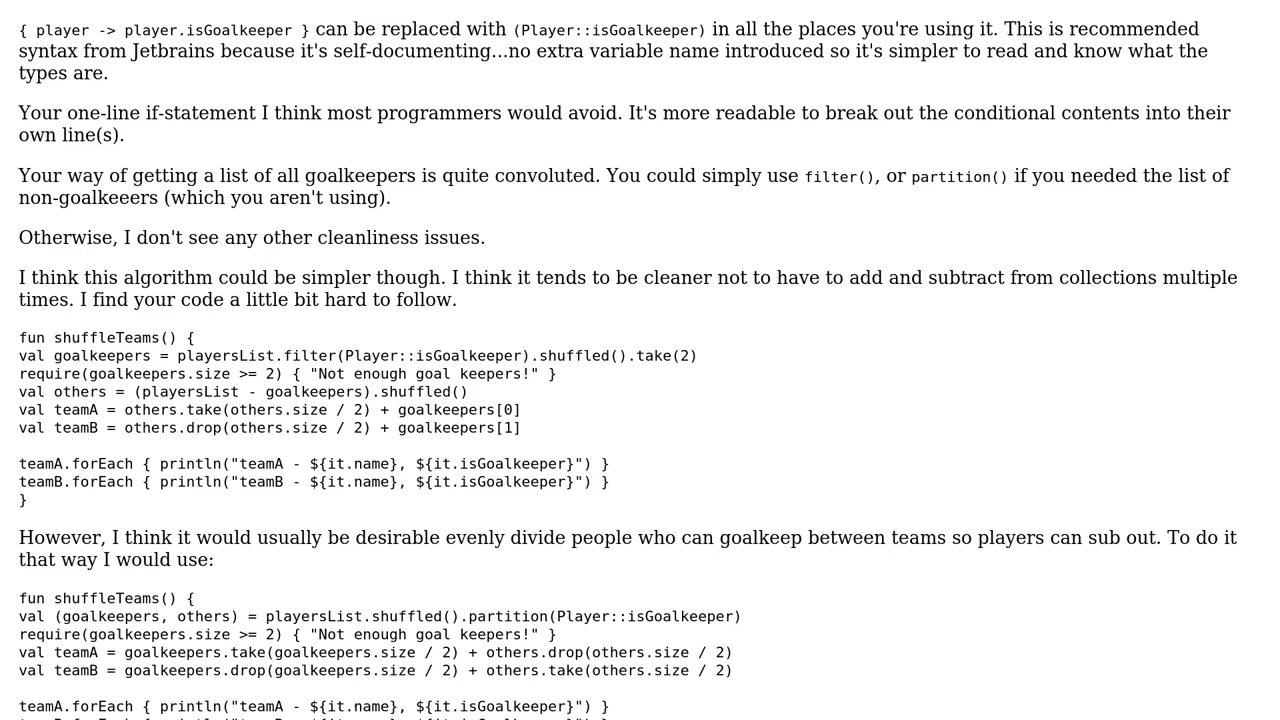 { player -> player.isGoalkeeper } can be replaced with (Player::isGoalkeeper) in all the places you're using it. This is recommended
syntax from Jetbrains because it's self-documenting...no extra variable name introduced so it's simpler to read and know what the
types are.
Your one-line if-statement I think most programmers would avoid. It's more readable to break out the conditional contents into their
own line(s).
Your way of getting a list of all goalkeepers is quite convoluted. You could simply use filter(), or partition() if you needed the list of
non-goalkeeers (which you aren't using).
Otherwise, I don't see any other cleanliness issues.
I think this algorithm could be simpler though. I think it tends to be cleaner not to have to add and subtract from collections multiple
times. I find your code a little bit hard to follow.
fun shuffleTeams() {
val goalkeepers = playersList.filter(Player::isGoalkeeper).shuffled().take(2)
require(goalkeepers.size >= 2) { "Not enough goal keepers!" }
val others = (playersList - goalkeepers).shuffled()
val teamA = others.take(others.size / 2) + goalkeepers[0]
val teamB = others.drop(others.size / 2) + goalkeepers[1]
teamA.forEach { println("teamA - ${it.name}, ${it.isGoalkeeper}") }
teamB.forEach { println("teamB - ${it.name}, ${it.isGoalkeeper}") }
}
However, I think it would usually be desirable evenly divide people who can goalkeep between teams so players can sub out. To do it
that way I would use:
fun shuffleTeams() {
val (goalkeepers, others) = playersList.shuffled().partition(Player::isGoalkeeper)
require(goalkeepers.size >= 2) { "Not enough goal keepers!" }
val teamA = goalkeepers.take(goalkeepers.size / 2) + others.drop(others.size / 2)
val teamB = goalkeepers.drop(goalkeepers.size / 2) + others.take(others.size / 2)
teamA.forEach { println("teamA - ${it.name}, ${it.isGoalkeeper}") }